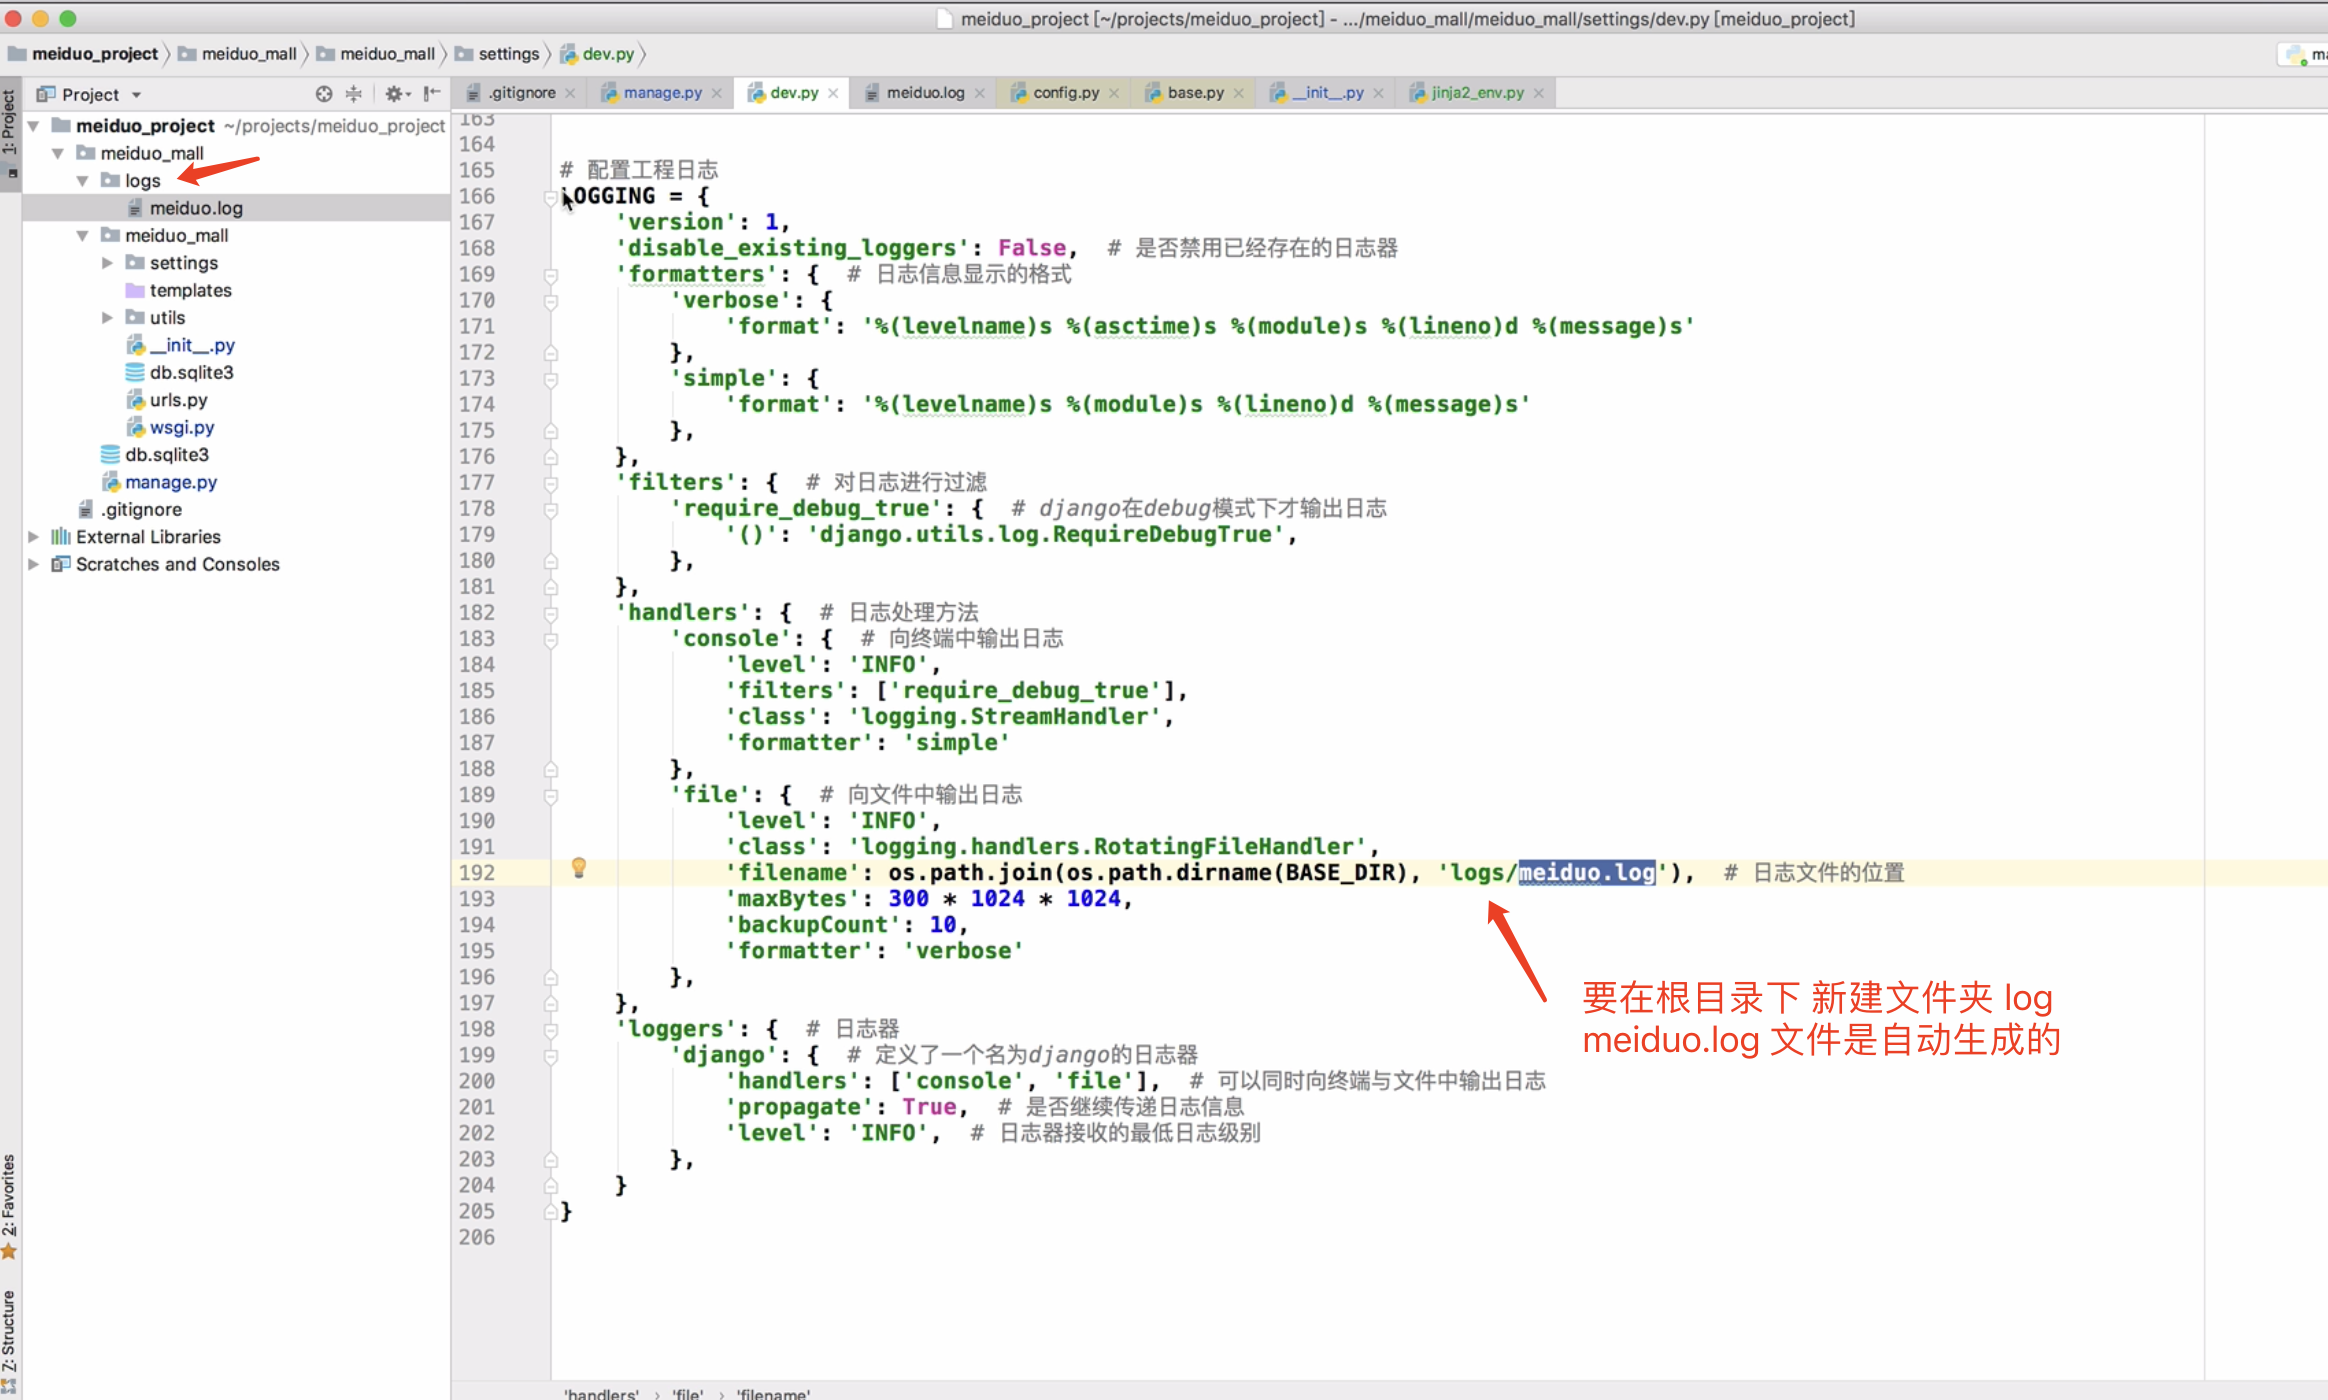 meiduo_project [~/projects/meiduo_project] - .../meiduo_mall/meiduo_mall/settings/dev.py [meiduo_project]
meiduo_project meiduo_mall meiduo_mall settings dev.py
Project
.gitignore manage.py dev.py meiduo.log config.py base.py __init__.py jinja2_env.py
1: Project
meiduo_project ~/projects/meiduo_project
meiduo_mall
logs
meiduo.log
meiduo_mall
settings
templates
utils
__init__.py
db.sqlite3
urls.py
wsgi.py
db.sqlite3
manage.py
.gitignore
External Libraries
Scratches and Consoles
2: Favorites
Z: Structure
163
164
165 # 配置工程日志
166 LOGGING = {
167 'version': 1,
168 'disable_existing_loggers': False, # 是否禁用已经存在的日志器
169 'formatters': { # 日志信息显示的格式
170 'verbose': {
171 'format': '%(levelname)s %(asctime)s %(module)s %(lineno)d %(message)s'
172 },
173 'simple': {
174 'format': '%(levelname)s %(module)s %(lineno)d %(message)s'
175 },
176 },
177 'filters': { # 对日志进行过滤
178 'require_debug_true': { # django在debug模式下才输出日志
179 '()': 'django.utils.log.RequireDebugTrue',
180 },
181 },
182 'handlers': { # 日志处理方法
183 'console': { # 向终端中输出日志
184 'level': 'INFO',
185 'filters': ['require_debug_true'],
186 'class': 'logging.StreamHandler',
187 'formatter': 'simple'
188 },
189 'file': { # 向文件中输出日志
190 'level': 'INFO',
191 'class': 'logging.handlers.RotatingFileHandler',
192 'filename': os.path.join(os.path.dirname(BASE_DIR), 'logs/meiduo.log'), # 日志文件的位置
193 'maxBytes': 300 * 1024 * 1024,
194 'backupCount': 10,
195 'formatter': 'verbose'
196 },
197 },
198 'loggers': { # 日志器
199 'django': { # 定义了一个名为django的日志器
200 'handlers': ['console', 'file'], # 可以同时向终端与文件中输出日志
201 'propagate': True, # 是否继续传递日志信息
202 'level': 'INFO', # 日志器接收的最低日志级别
203 },
204 }
205 }
206
要在根目录下 新建文件夹 log
meiduo.log 文件是自动生成的
'handlers' › 'file' › 'filename'